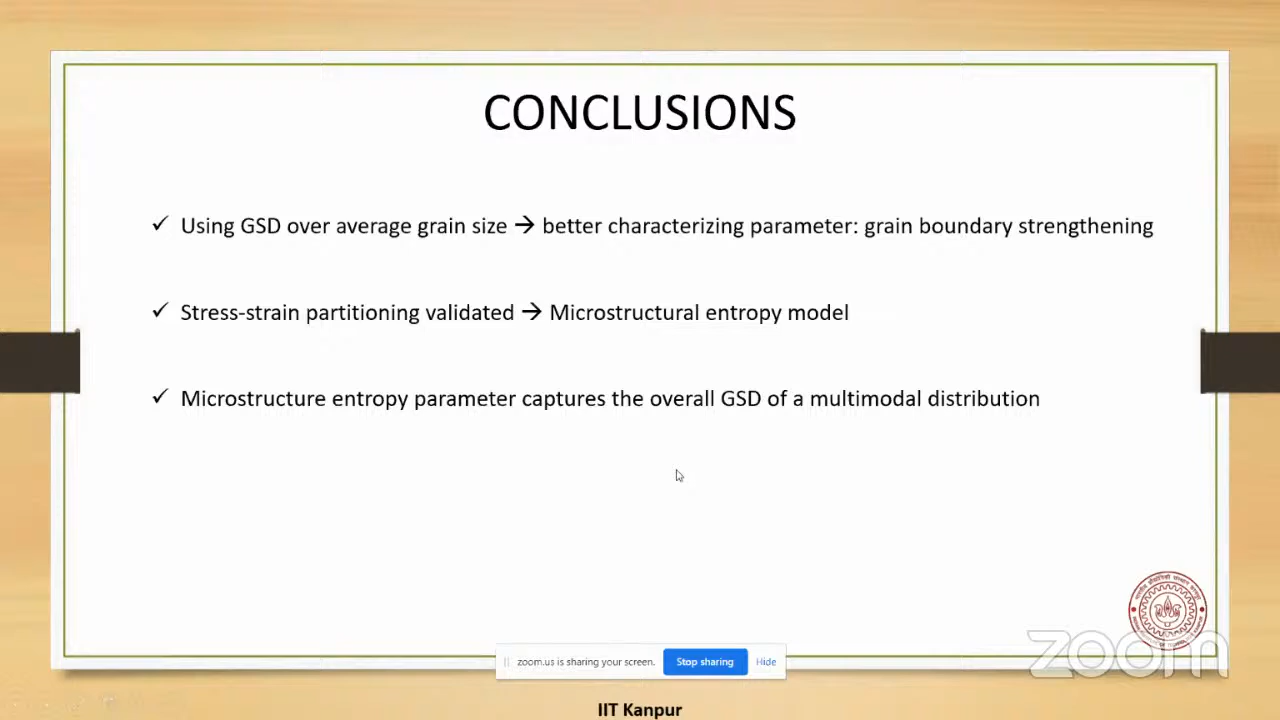 CONCLUSIONS
✓ Using GSD over average grain size → better characterizing parameter: grain boundary strengthening
✓ Stress-strain partitioning validated → Microstructural entropy model
✓ Microstructure entropy parameter captures the overall GSD of a multimodal distribution
zoom
zoom.us is sharing your screen. Stop sharing Hide
IIT Kanpur